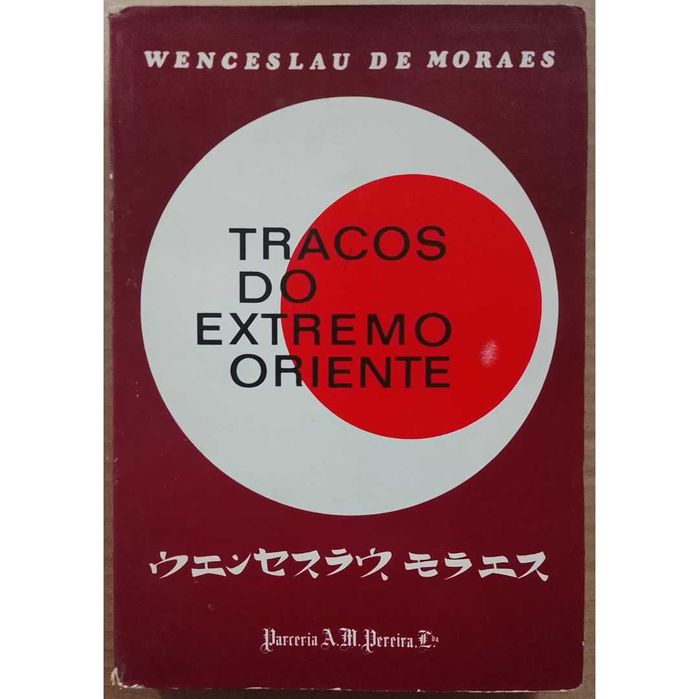 WENCESLAU DE MORAES
TRACOS
DO
EXTREMO
ORIENTE
ウエンセスラウ、モラエス
Parceria A. M. Pereira, L.da